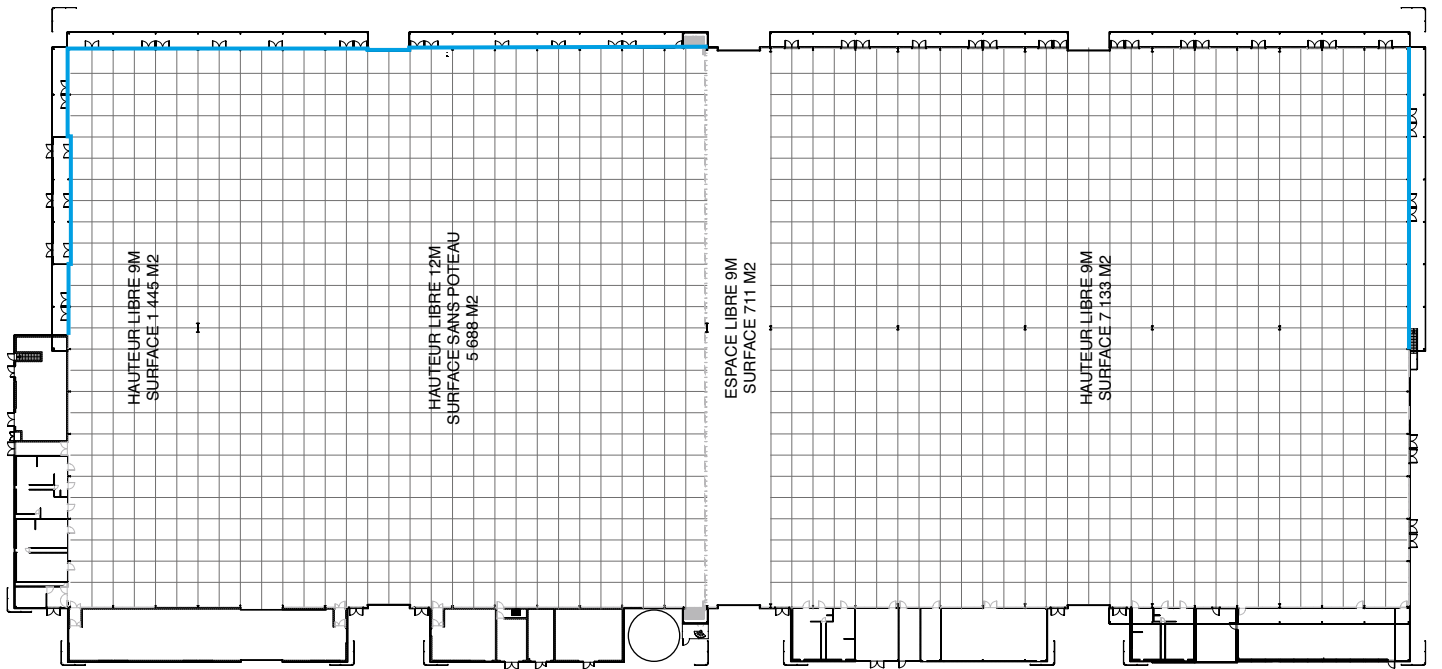 HAUTEUR LIBRE 9M
SURFACE 1 445 M2
HAUTEUR LIBRE 12M
SURFACE SANS POTEAU
5 688 M2
ESPACE LIBRE 9M
SURFACE 711 M2
HAUTEUR LIBRE 9M
SURFACE 7 133 M2